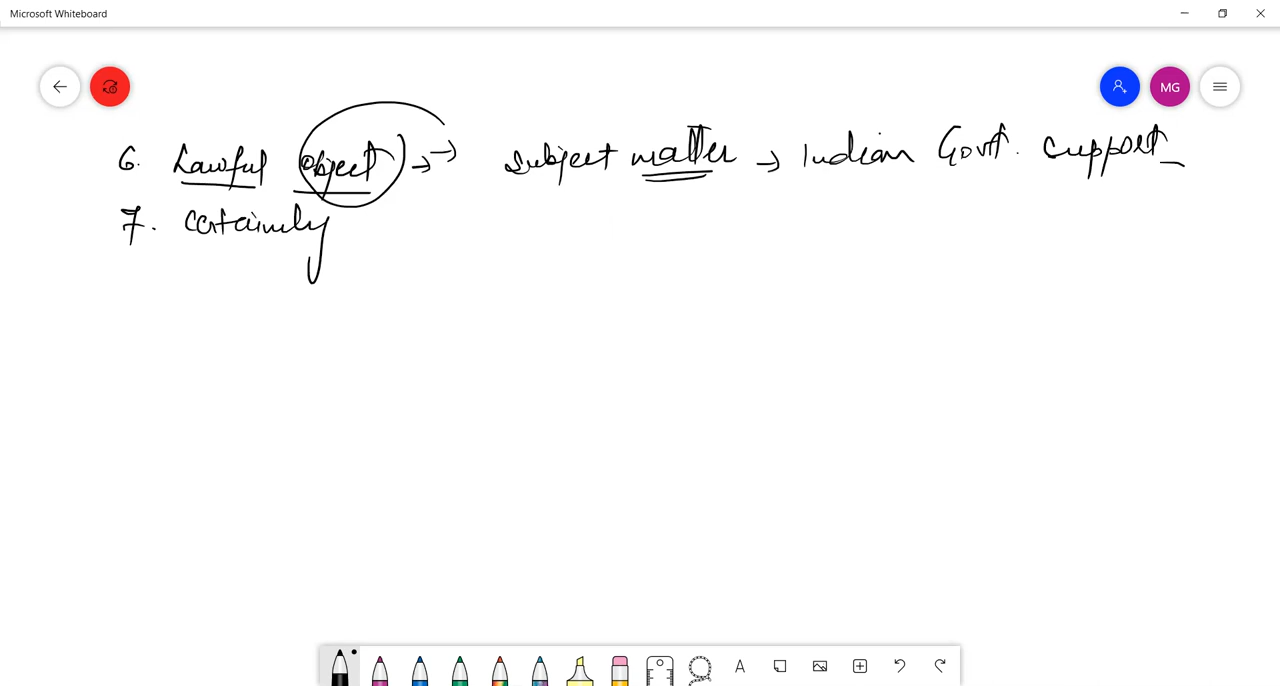 Microsoft Whiteboard
MG
6. Lawful object →→ subject matter → Indian Govt. support
7. Certainly
A